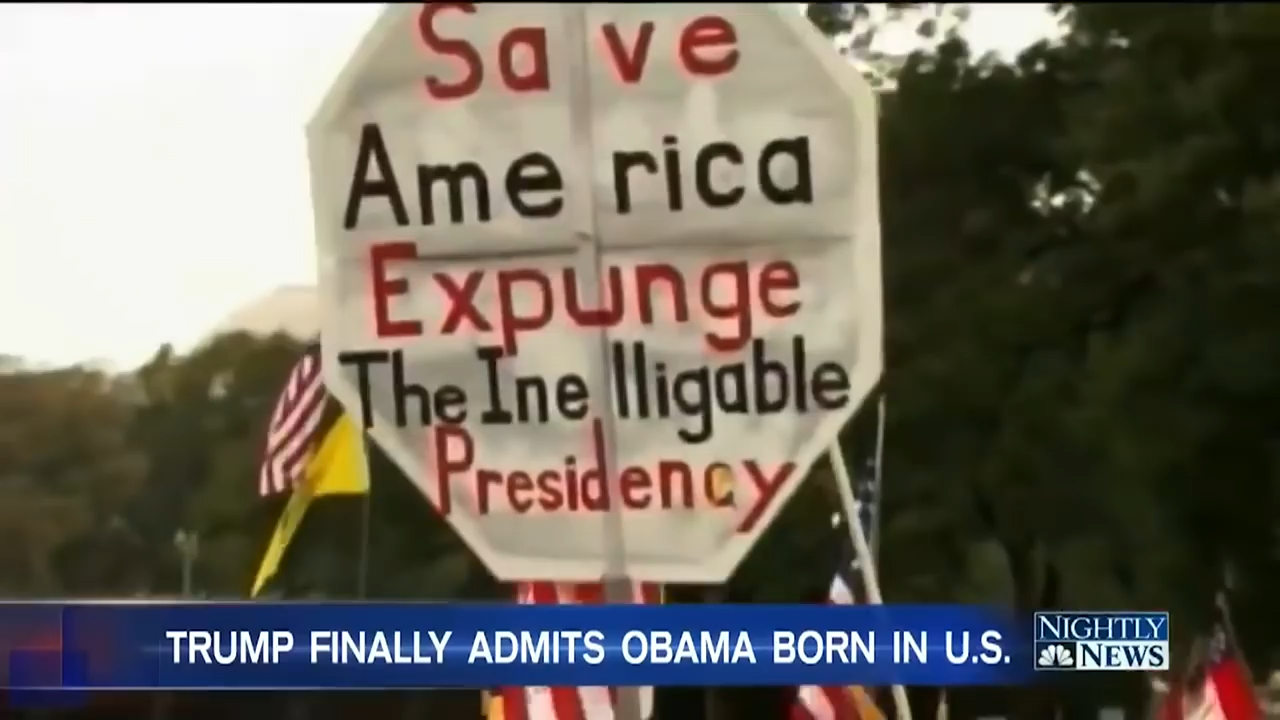 Save
America
Expunge
The Inelligable
Presidency
TRUMP FINALLY ADMITS OBAMA BORN IN U.S.
NIGHTLY
NEWS